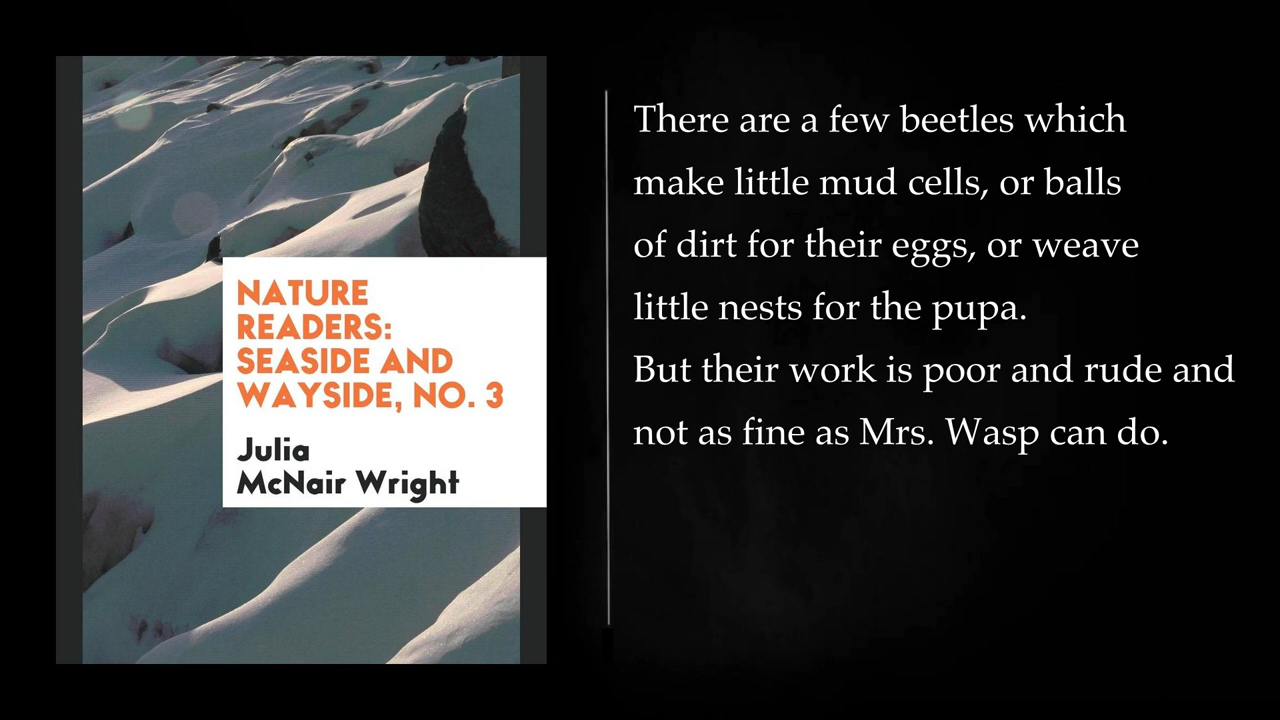 NATURE
READERS:
SEASIDE AND
WAYSIDE, NO. 3
Julia
McNair Wright
There are a few beetles which
make little mud cells, or balls
of dirt for their eggs, or weave
little nests for the pupa.
But their work is poor and rude and
not as fine as Mrs. Wasp can do.